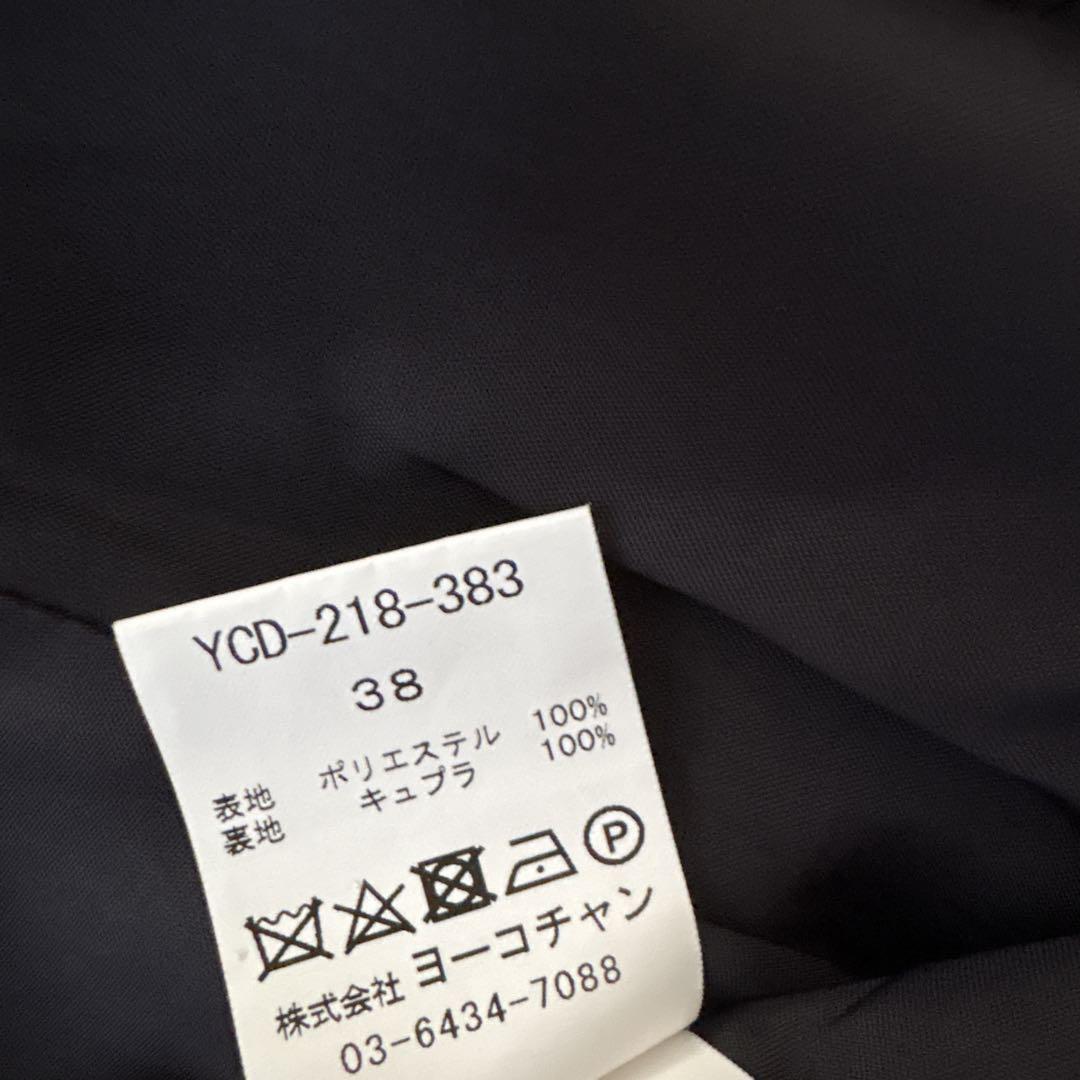 YCD-218-383
38
表地 ポリエステル 100%
裏地 キュプラ 100%
P
株式会社 ヨーコチャン
03-6434-7088